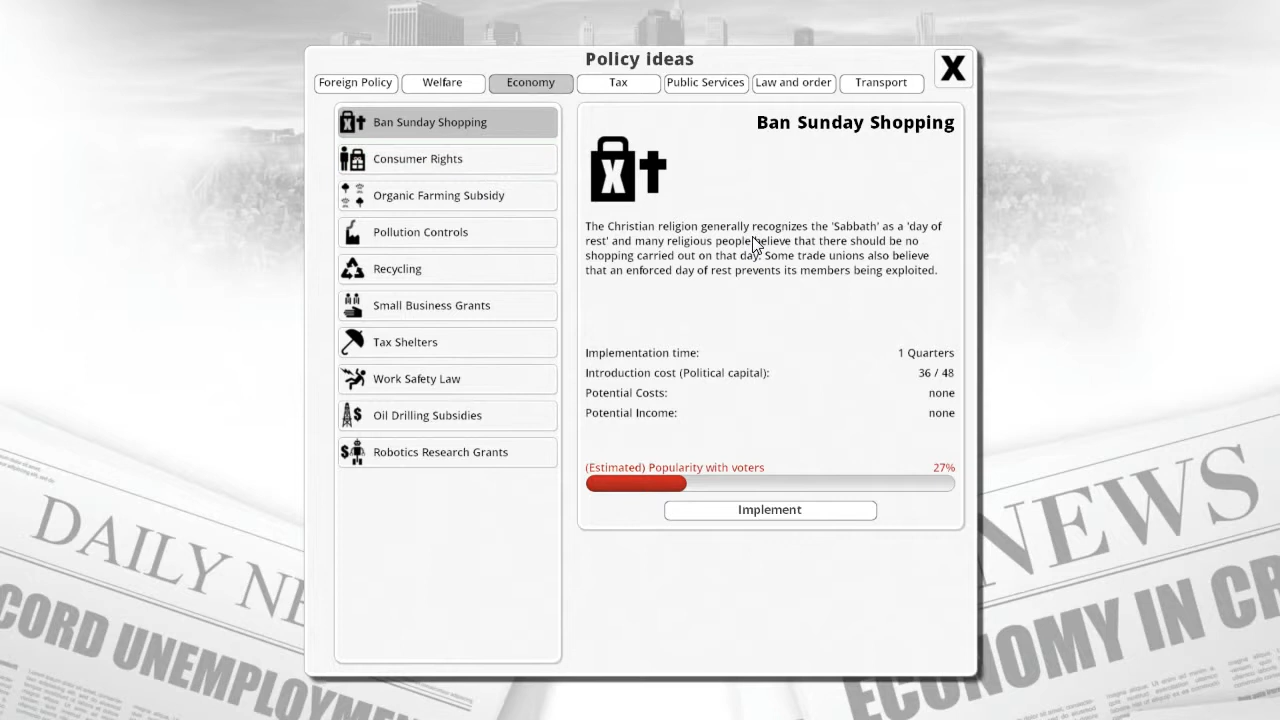 Policy ideas
X
Foreign Policy
Welfare
Economy
Tax
Public Services
Law and order
Transport
Ban Sunday Shopping
Consumer Rights
Organic Farming Subsidy
Pollution Controls
Recycling
Small Business Grants
Tax Shelters
Work Safety Law
Oil Drilling Subsidies
Robotics Research Grants
Ban Sunday Shopping
X
The Christian religion generally recognizes the 'Sabbath' as a 'day of
rest' and many religious people believe that there should be no
shopping carried out on that day. Some trade unions also believe
that an enforced day of rest prevents its members being exploited.
Implementation time: 1 Quarters
Introduction cost (Political capital): 36 / 48
Potential Costs: none
Potential Income: none
(Estimated) Popularity with voters 27%
Implement
DAILY NE
CORD UNEMPLOYM
NEWS
ECONOMY IN CR